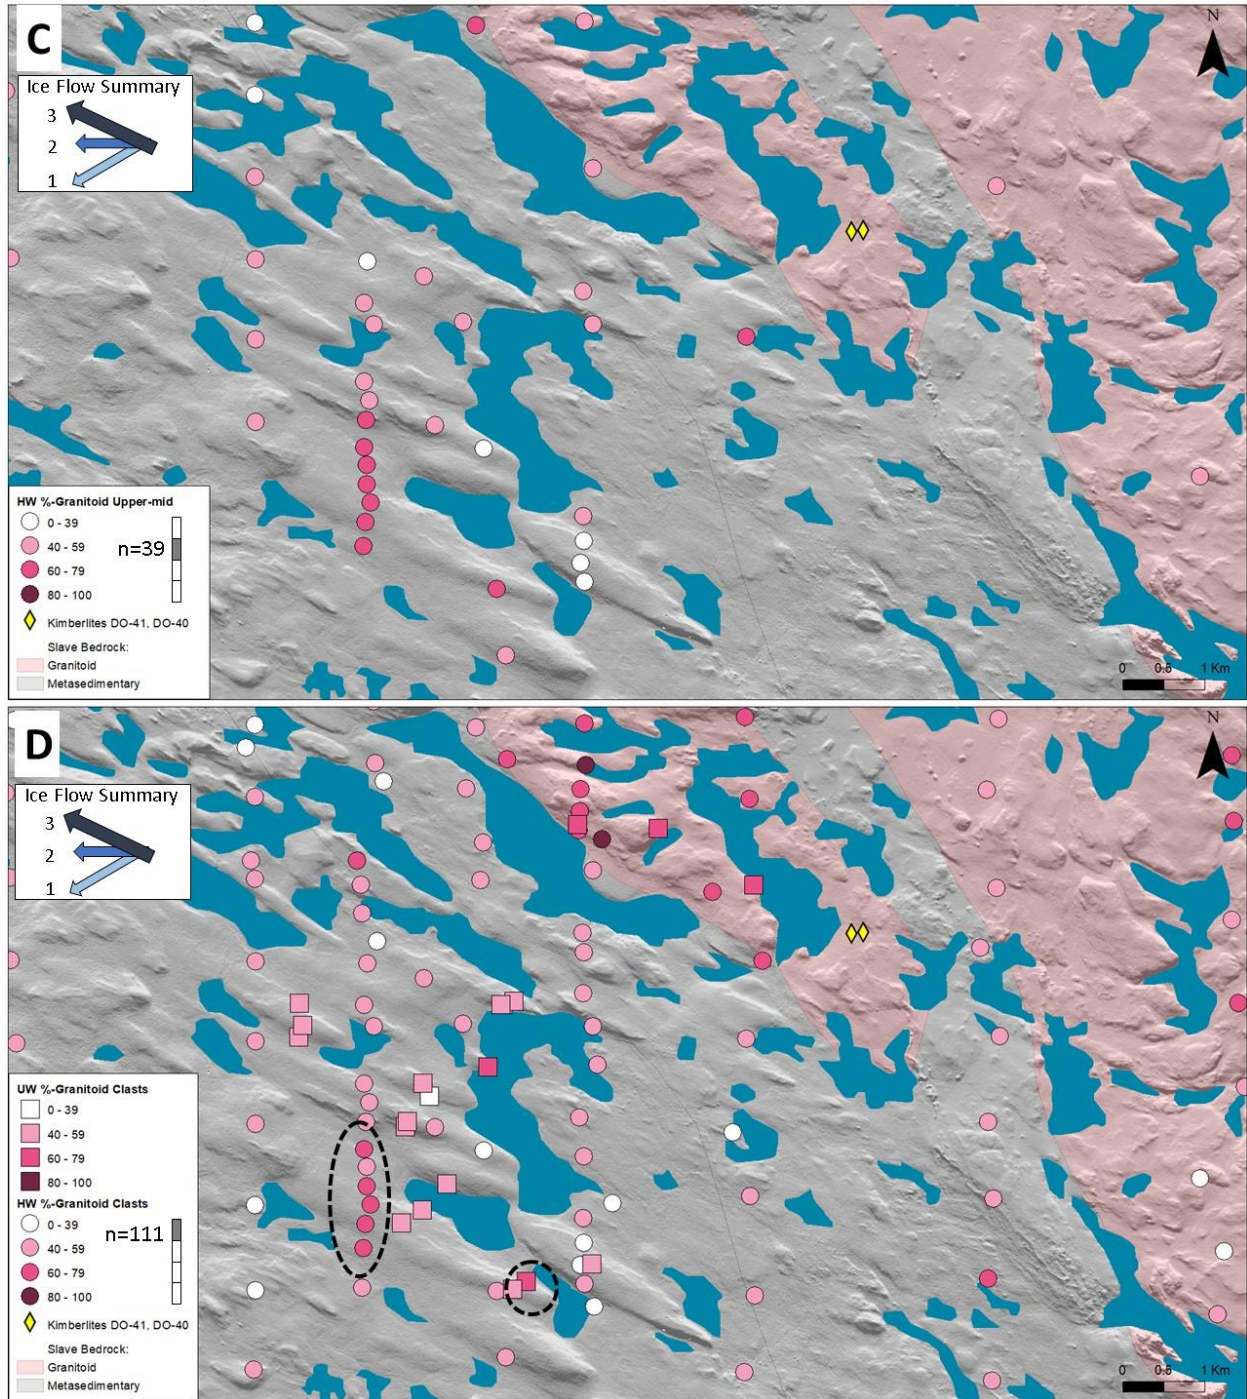 C
N
Ice Flow Summary
3
2
1
HW %-Granitoid Upper-mid
0 - 39
40 - 59
60 - 79
80 - 100
n=39
Kimberlites DO-41, DO-40
Slave Bedrock:
Granitoid
Metasedimentary
0 0.5 1 Km
D
N
Ice Flow Summary
3
2
1
UW %-Granitoid Clasts
0 - 39
40 - 59
60 - 79
80 - 100
HW %-Granitoid Clasts
0 - 39
40 - 59
60 - 79
80 - 100
n=111
Kimberlites DO-41, DO-40
Slave Bedrock:
Granitoid
Metasedimentary
0 0.5 1 Km